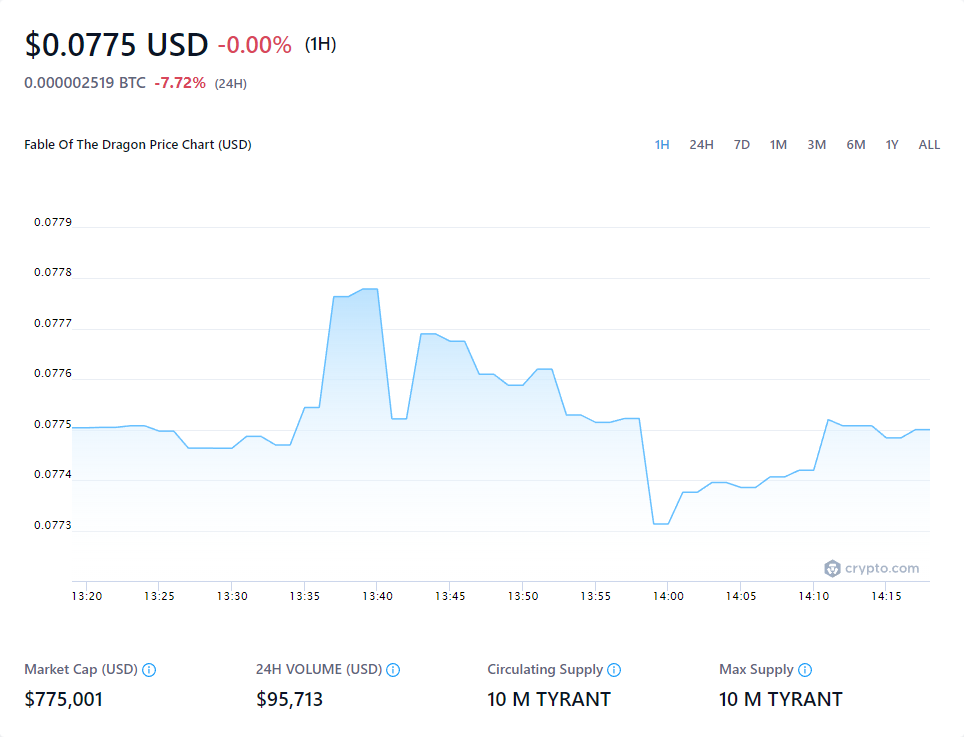 $0.0775 USD -0.00% (1H)
0.000002519 BTC -7.72% (24H)
Fable Of The Dragon Price Chart (USD) 1H 24H 7D 1M 3M 6M 1Y ALL
0.0779
0.0778
0.0777
0.0776
0.0775
0.0774
0.0773
crypto.com
13:20 13:25 13:30 13:35 13:40 13:45 13:50 13:55 14:00 14:05 14:10 14:15
Market Cap (USD) 24H VOLUME (USD) Circulating Supply Max Supply
$775,001 $95,713 10 M TYRANT 10 M TYRANT